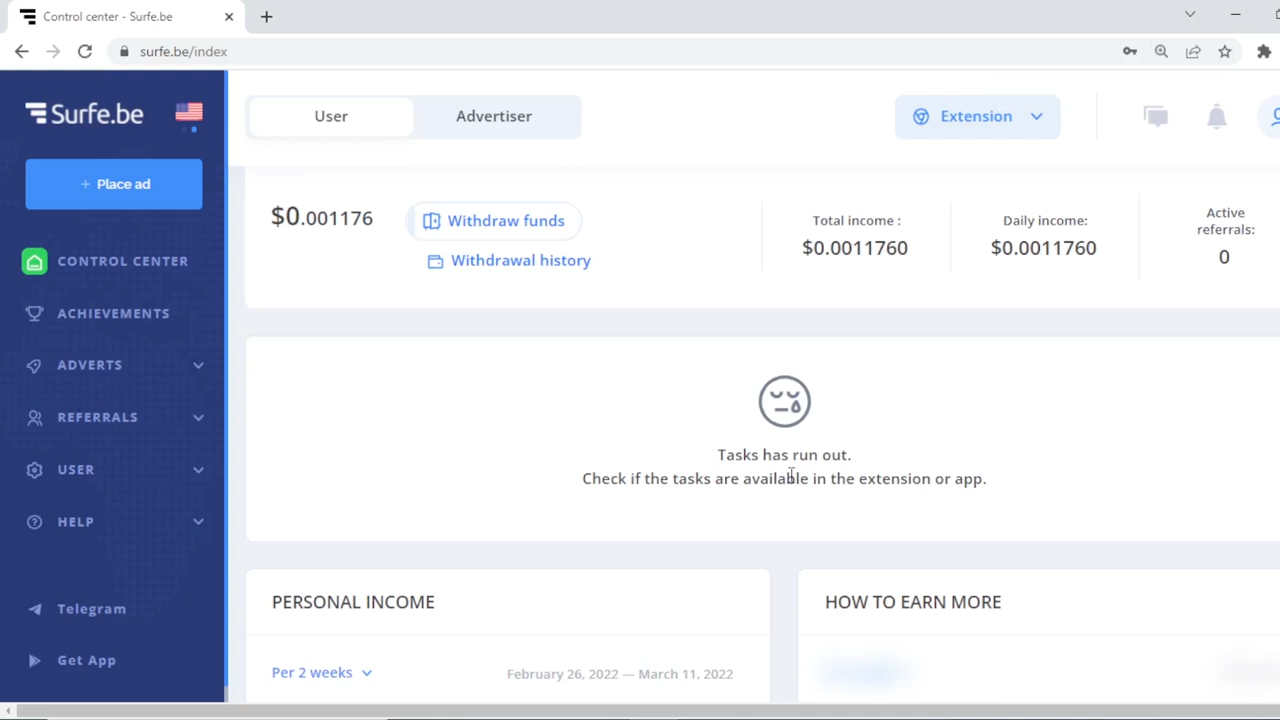 Control center - Surfe.be
surfe.be/index
Surfe.be
User
Advertiser
Extension
+ Place ad
CONTROL CENTER
ACHIEVEMENTS
ADVERTS
REFERRALS
USER
HELP
Telegram
Get App
$0.001176
Withdraw funds
Withdrawal history
Total income :
$0.0011760
Daily income:
$0.0011760
Active
referrals:
0
Tasks has run out.
Check if the tasks are available in the extension or app.
PERSONAL INCOME
Per 2 weeks
February 26, 2022 — March 11, 2022
HOW TO EARN MORE